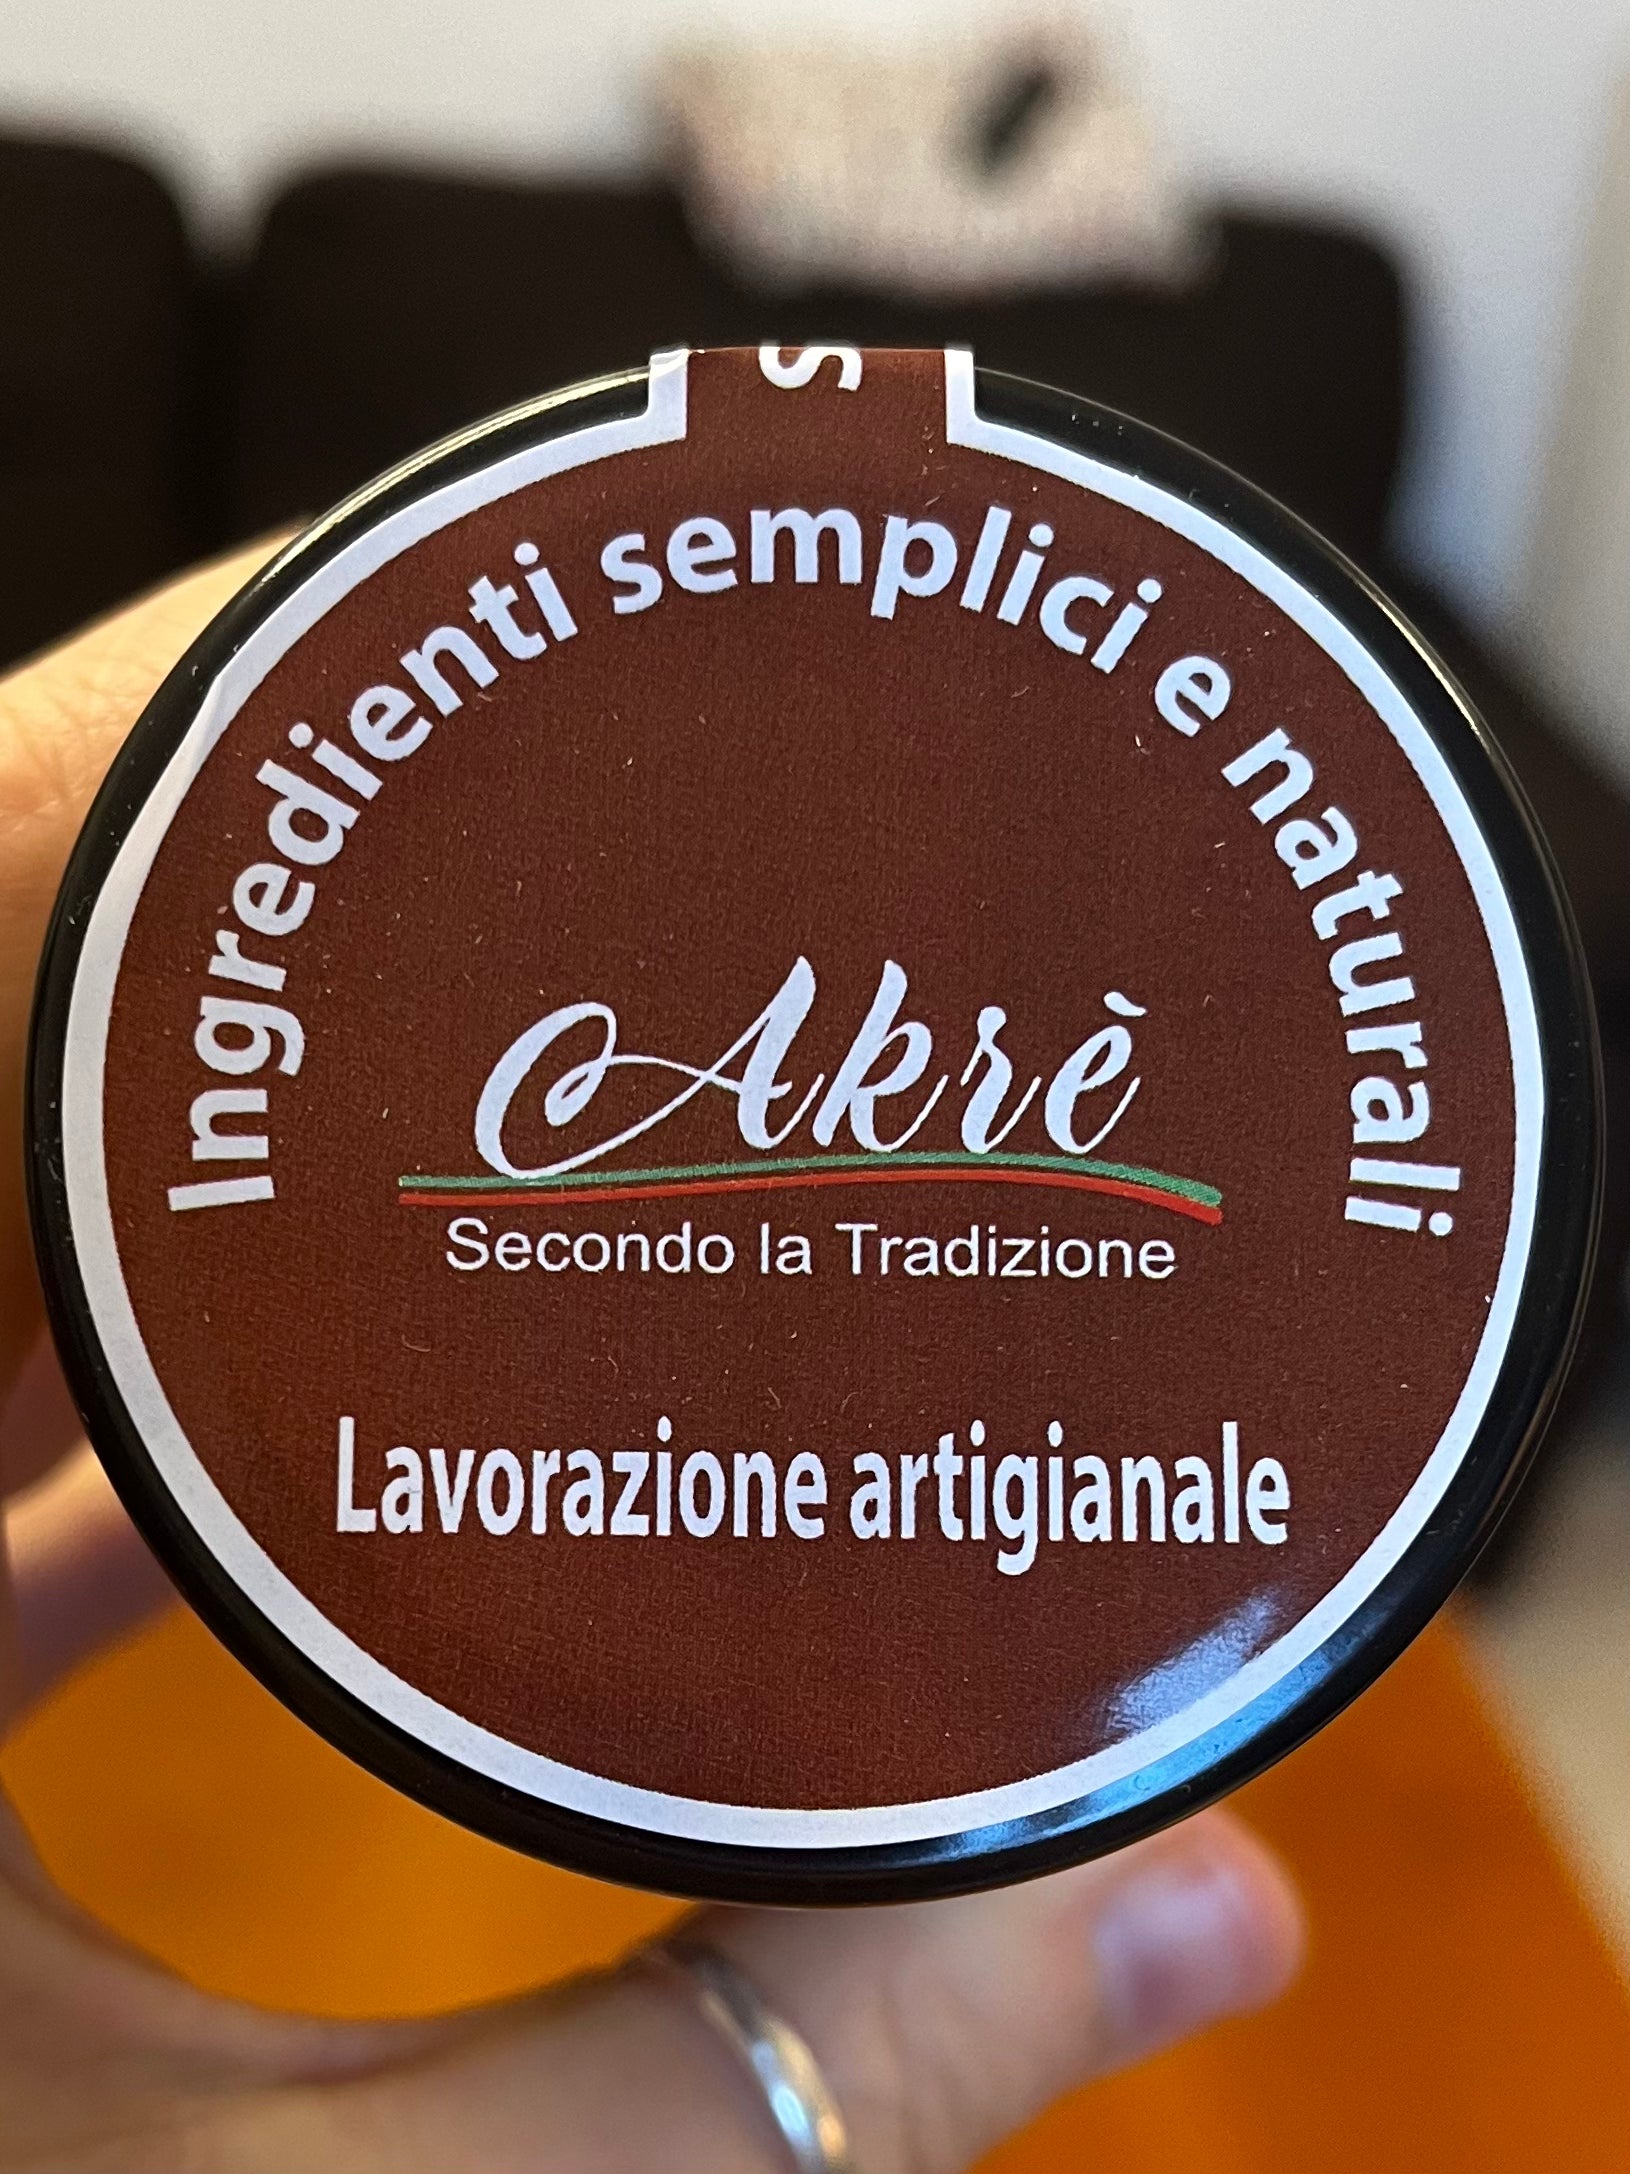 Ingredienti semplici e naturali
Akrè
Secondo la Tradizione
Lavorazione artigianale